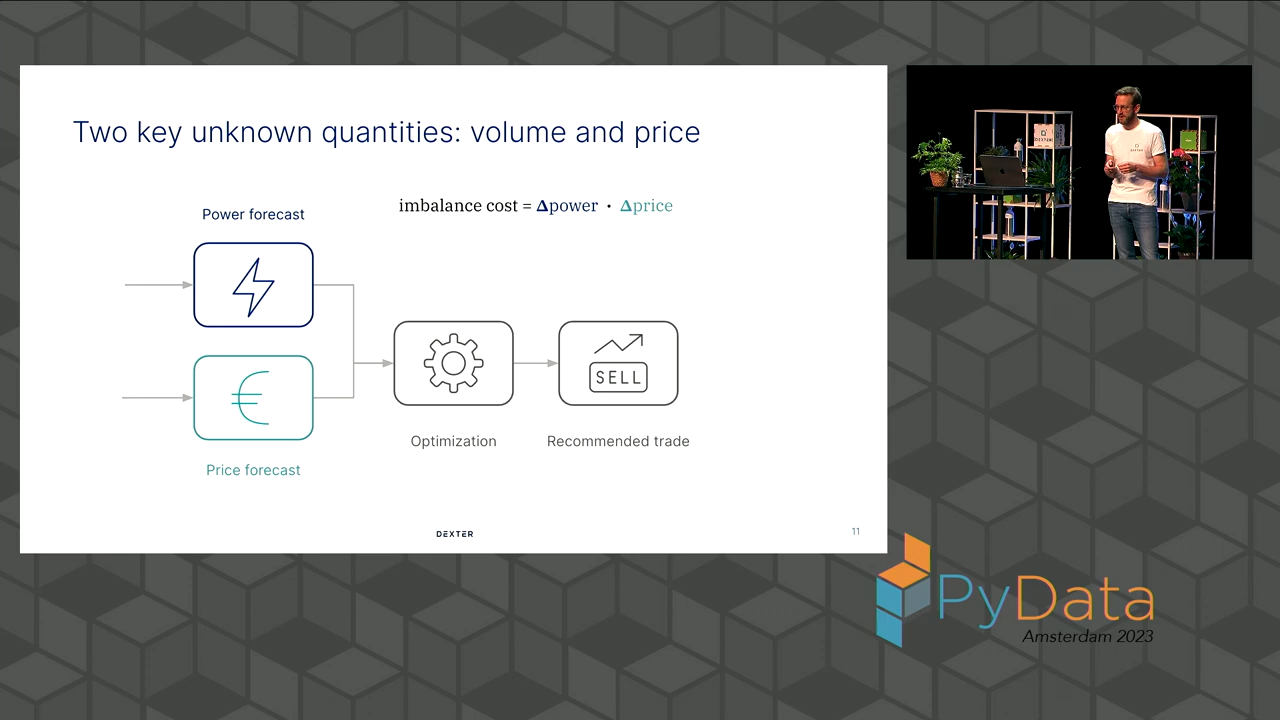 Two key unknown quantities: volume and price
Power forecast
imbalance cost = Δpower · Δprice
SELL
Optimization
Recommended trade
Price forecast
DEXTER
11
PyData
Amsterdam 2023